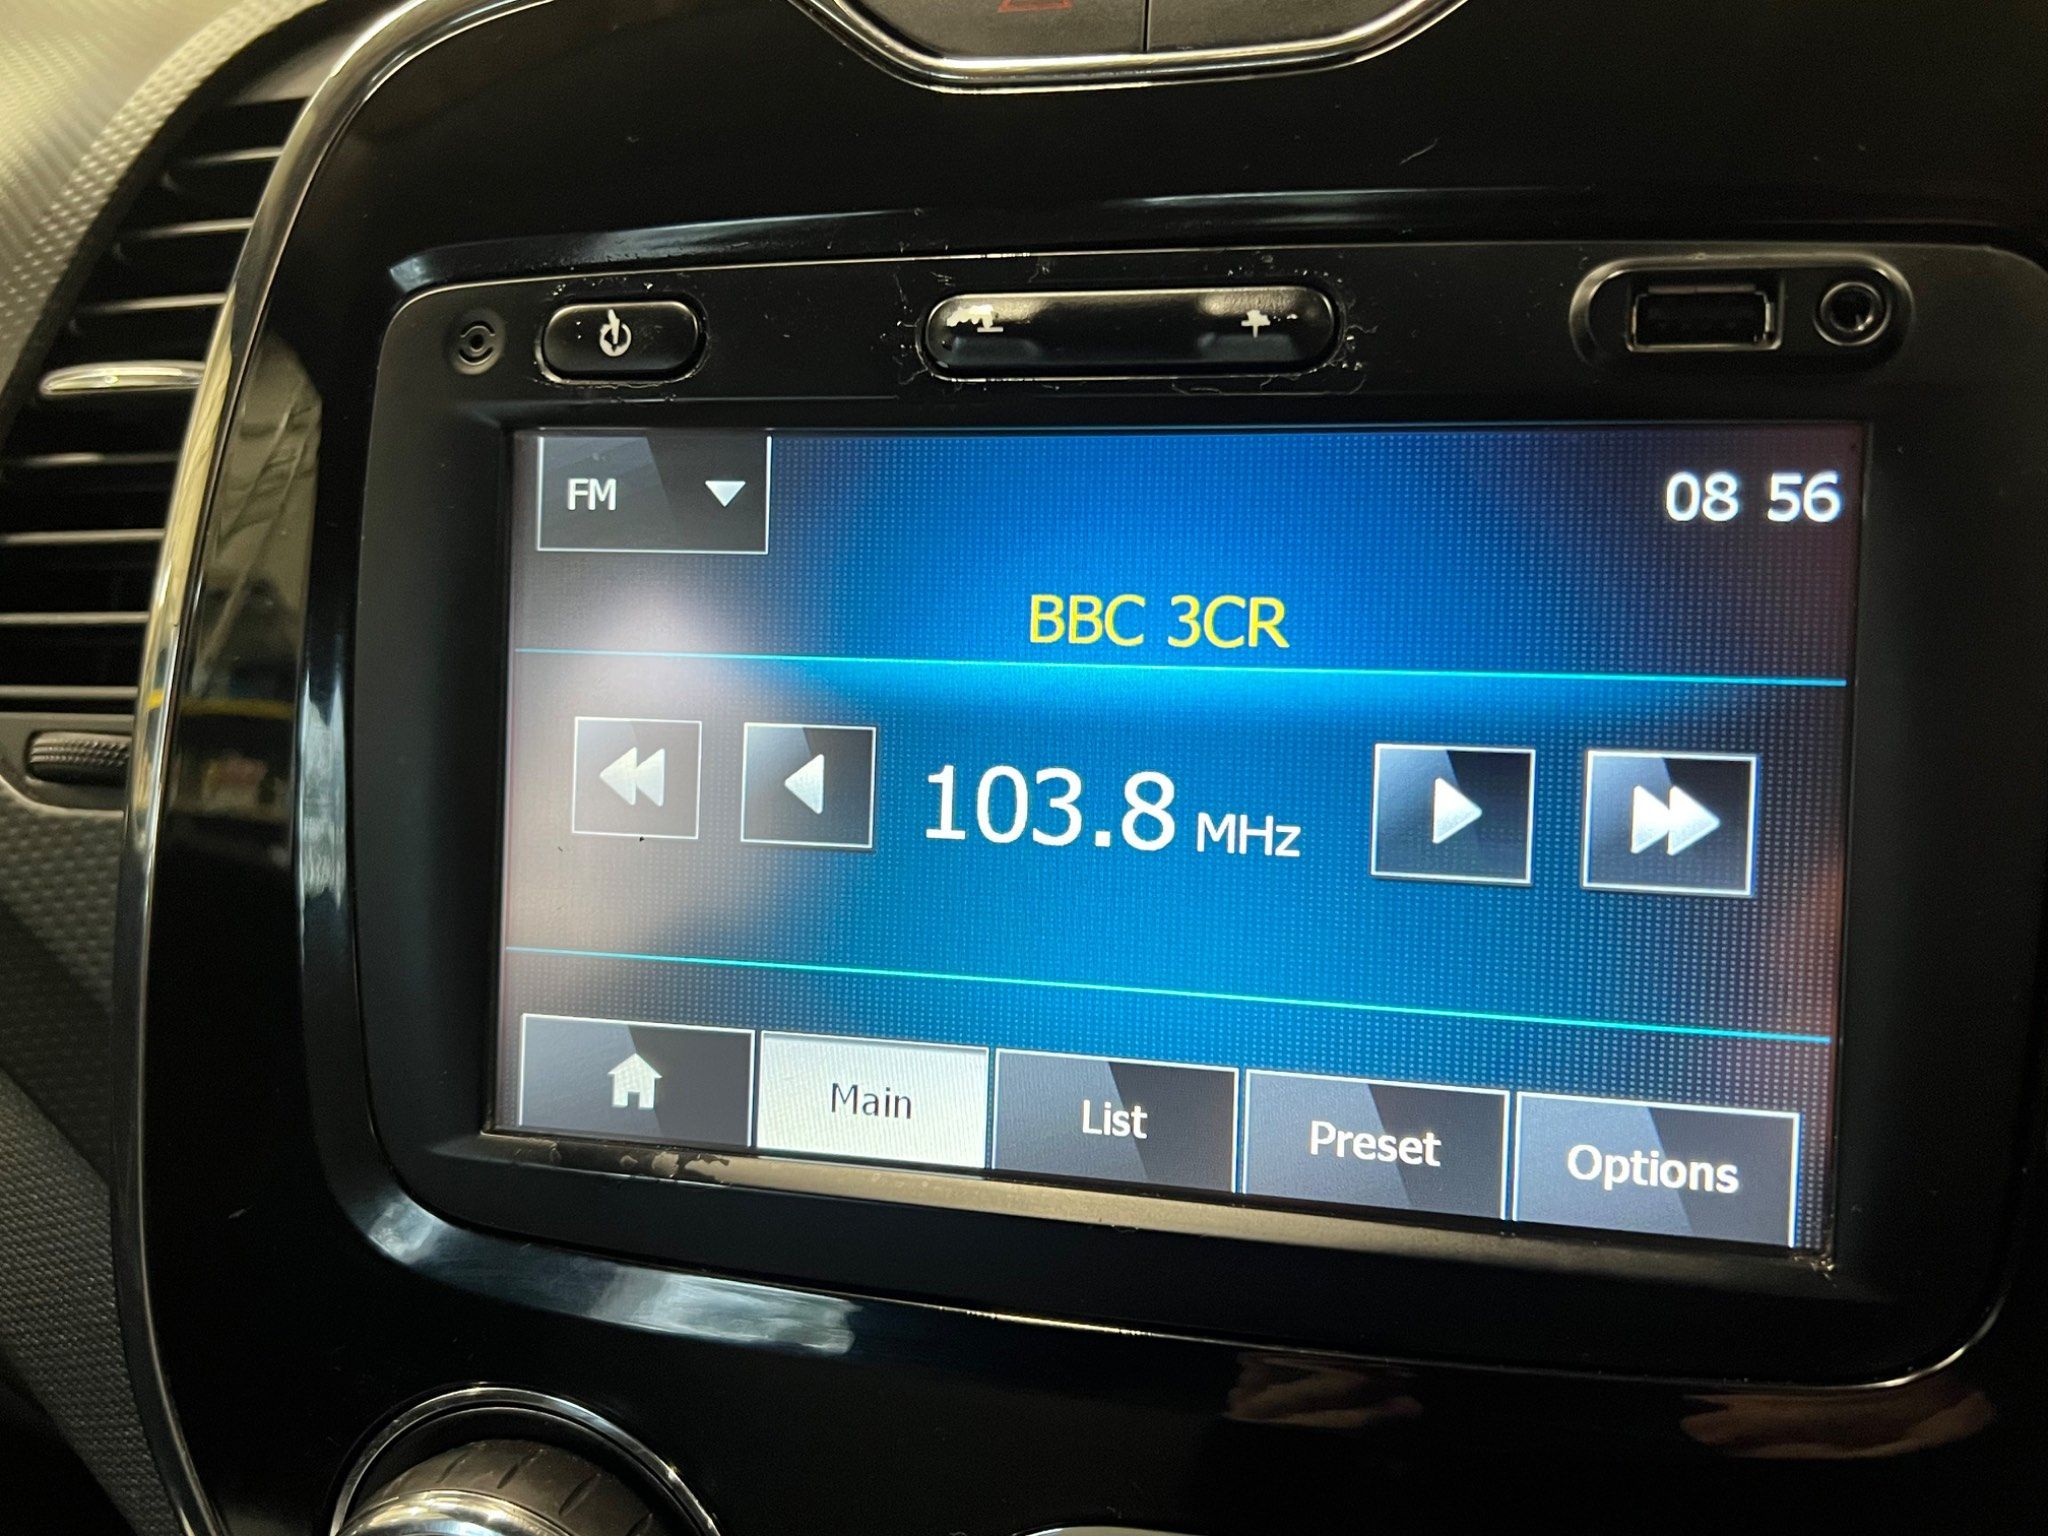 FM
08 56
BBC 3CR
103.8 MHz
Main
List
Preset
Options